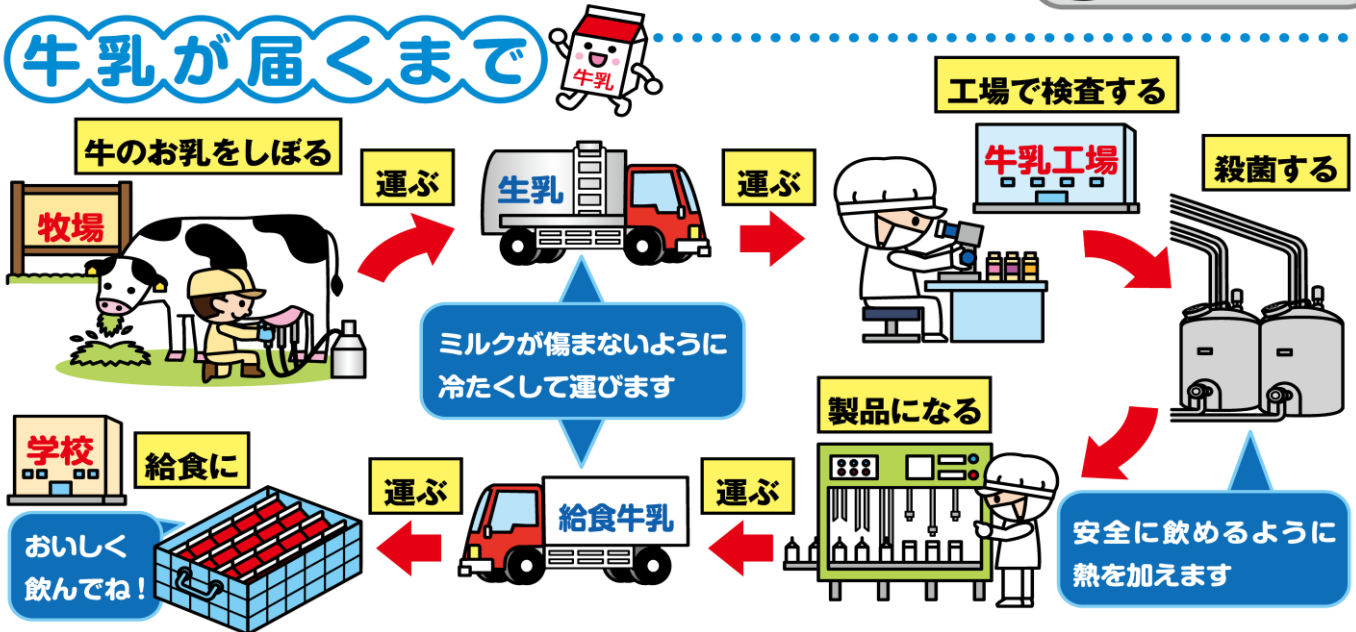 牛乳が届くまで
牛乳
牛のお乳をしぼる
牧場
運ぶ
生乳
運ぶ
工場で検査する
牛乳工場
殺菌する
ミルクが傷まないように
冷たくして運びます
安全に飲めるように
熱を加えます
製品になる
運ぶ
給食牛乳
運ぶ
給食に
学校
おいしく
飲んでね！